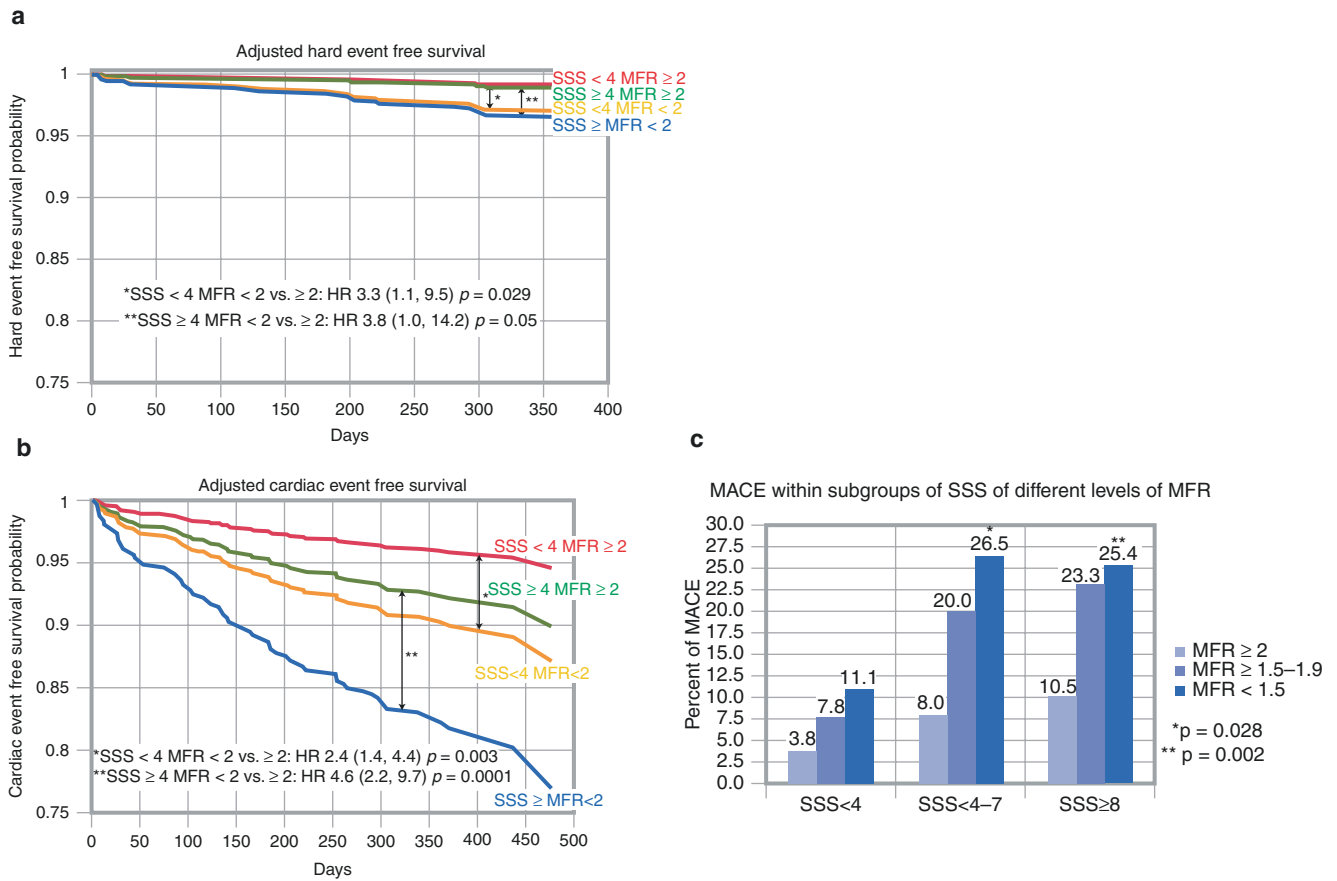 a
Adjusted hard event free survival
Hard event free survival probability
1
0.95
0.9
0.85
0.8
0.75
SSS < 4 MFR ≥ 2
SSS ≥ 4 MFR ≥ 2
SSS <4 MFR < 2
SSS ≥ MFR < 2
*
**
*SSS < 4 MFR < 2 vs. ≥ 2: HR 3.3 (1.1, 9.5) p = 0.029
**SSS ≥ 4 MFR < 2 vs. ≥ 2: HR 3.8 (1.0, 14.2) p = 0.05
0 50 100 150 200 250 300 350 400
Days
b
Adjusted cardiac event free survival
Cardiac event free survival probability
1
0.95
0.9
0.85
0.8
0.75
SSS < 4 MFR ≥ 2
SSS ≥ 4 MFR ≥ 2
*
**
SSS<4 MFR<2
*SSS < 4 MFR < 2 vs. ≥ 2: HR 2.4 (1.4, 4.4) p = 0.003
**SSS ≥ 4 MFR < 2 vs. ≥ 2: HR 4.6 (2.2, 9.7) p = 0.0001
SSS ≥ MFR<2
0 50 100 150 200 250 300 350 400 450 500
Days
c
MACE within subgroups of SSS of different levels of MFR
Percent of MACE
30.0
27.5
25.0
22.5
20.0
17.5
15.0
12.5
10.0
7.5
5.0
2.5
0.0
3.8
7.8
11.1
8.0
20.0
*
26.5
10.5
23.3
**
25.4
SSS<4 SSS<4–7 SSS≥8
MFR ≥ 2
MFR ≥ 1.5–1.9
MFR < 1.5
*p = 0.028
** p = 0.002